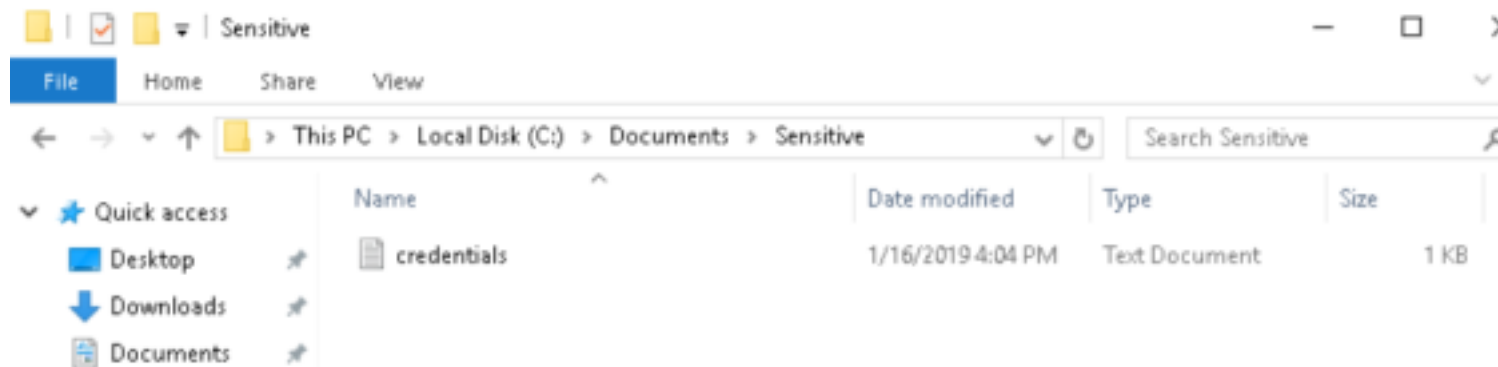 Sensitive
File Home Share View
This PC > Local Disk (C:) > Documents > Sensitive Search Sensitive
Name Date modified Type Size
Quick access
credentials 1/16/2019 4:04 PM Text Document 1 KB
Desktop
Downloads
Documents